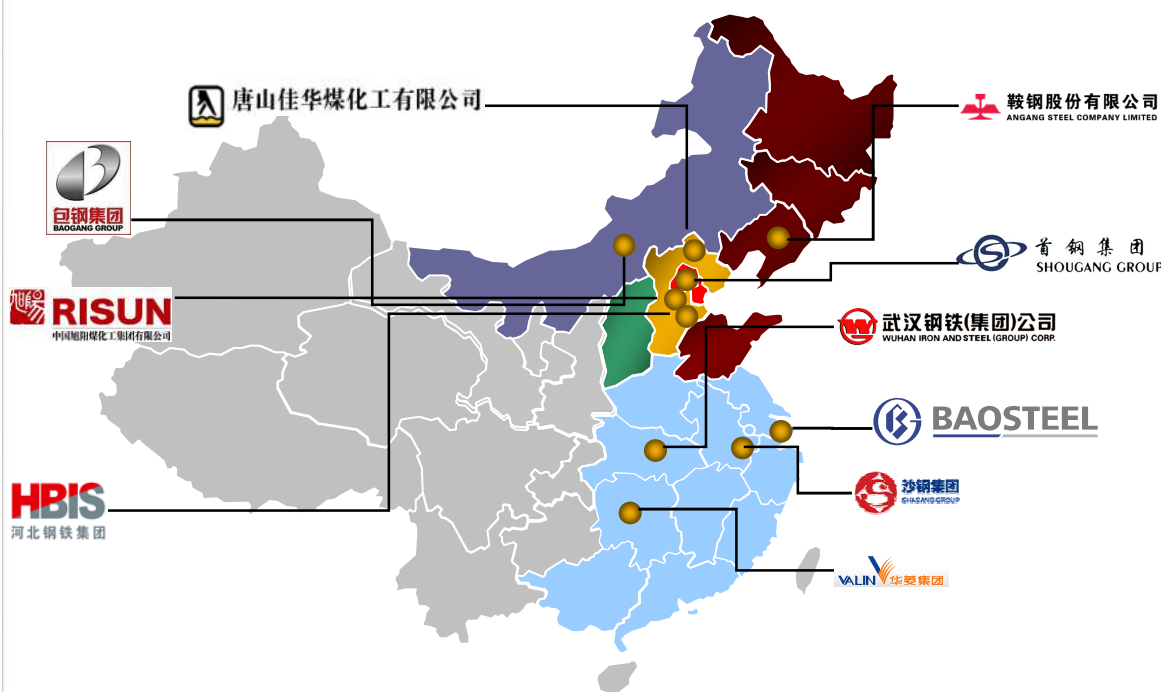 唐山佳华煤化工有限公司
鞍钢股份有限公司
ANGANG STEEL COMPANY LIMITED
包钢集团
BAOGANG GROUP
首钢集团
SHOUGANG GROUP
旭阳
RISUN
中国旭阳煤化工集团有限公司
武汉钢铁(集团)公司
WUHAN IRON AND STEEL (GROUP) CORP.
BAOSTEEL
HBIS
河北钢铁集团
沙钢集团
SHASANG GROUP
VALIN 华菱集团